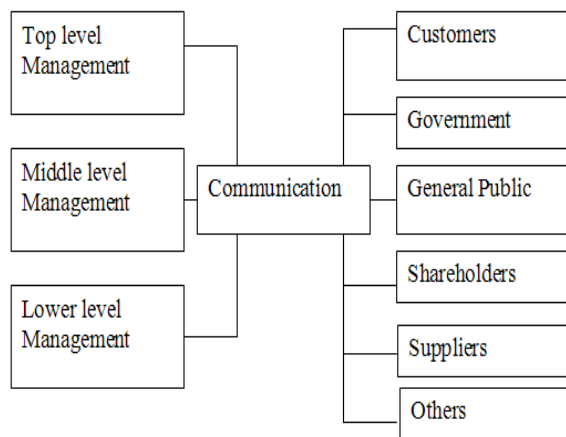 Top level
Management
Middle level
Management
Lower level
Management
Communication
Customers
Government
General Public
Shareholders
Suppliers
Others